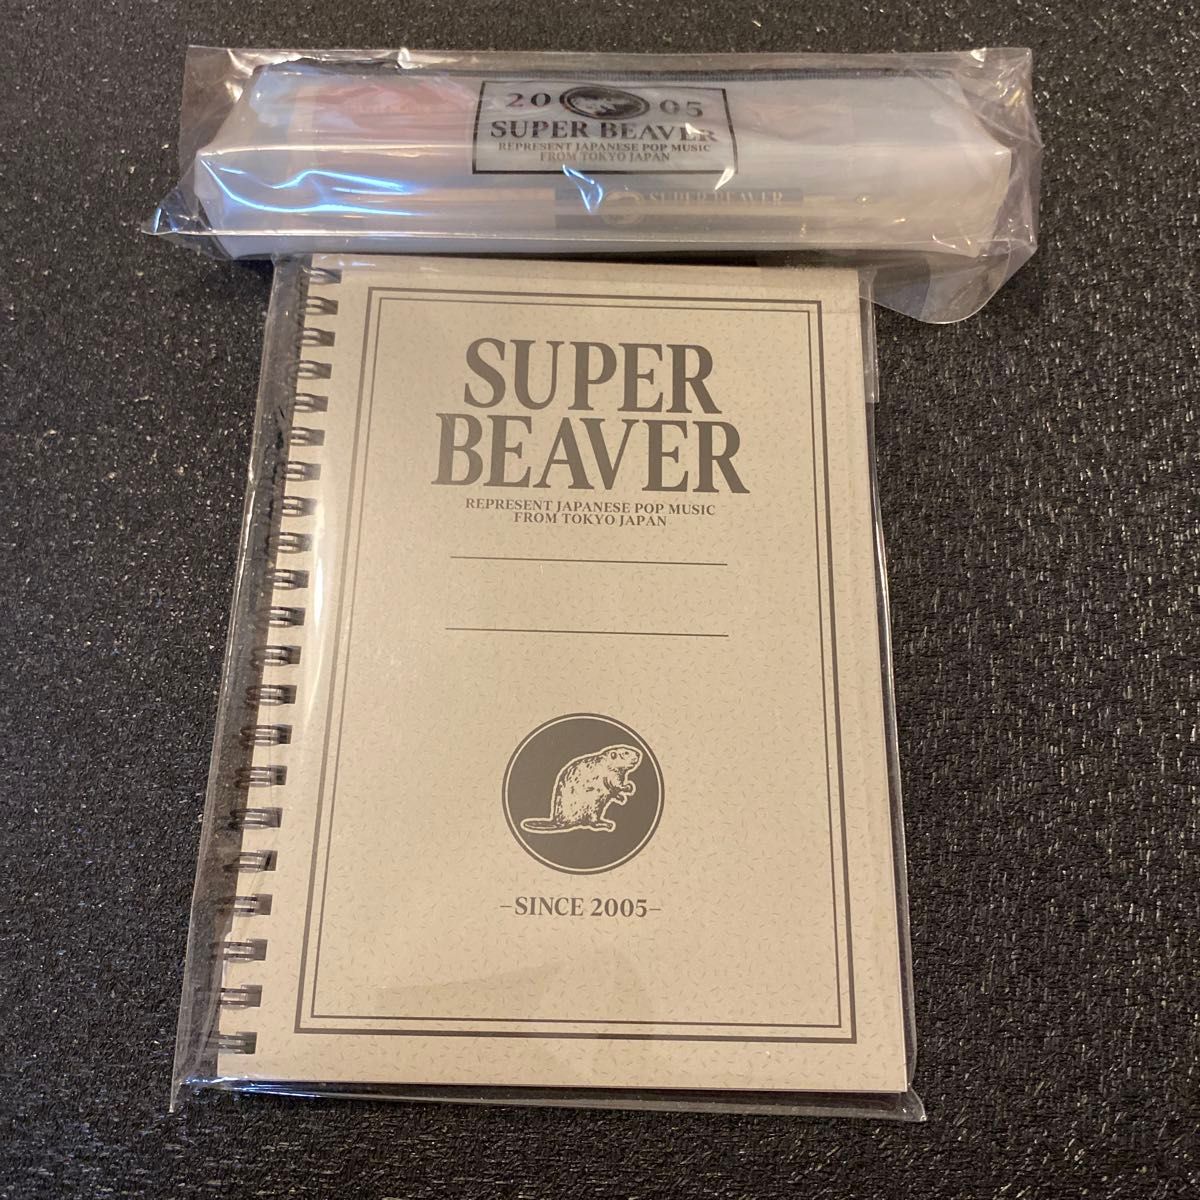 20 05
SUPER BEAVER
REPRESENT JAPANESE POP MUSIC
FROM TOKYO JAPAN
SUPER BEAVER
SUPER
BEAVER
REPRESENT JAPANESE POP MUSIC
FROM TOKYO JAPAN
–SINCE 2005–